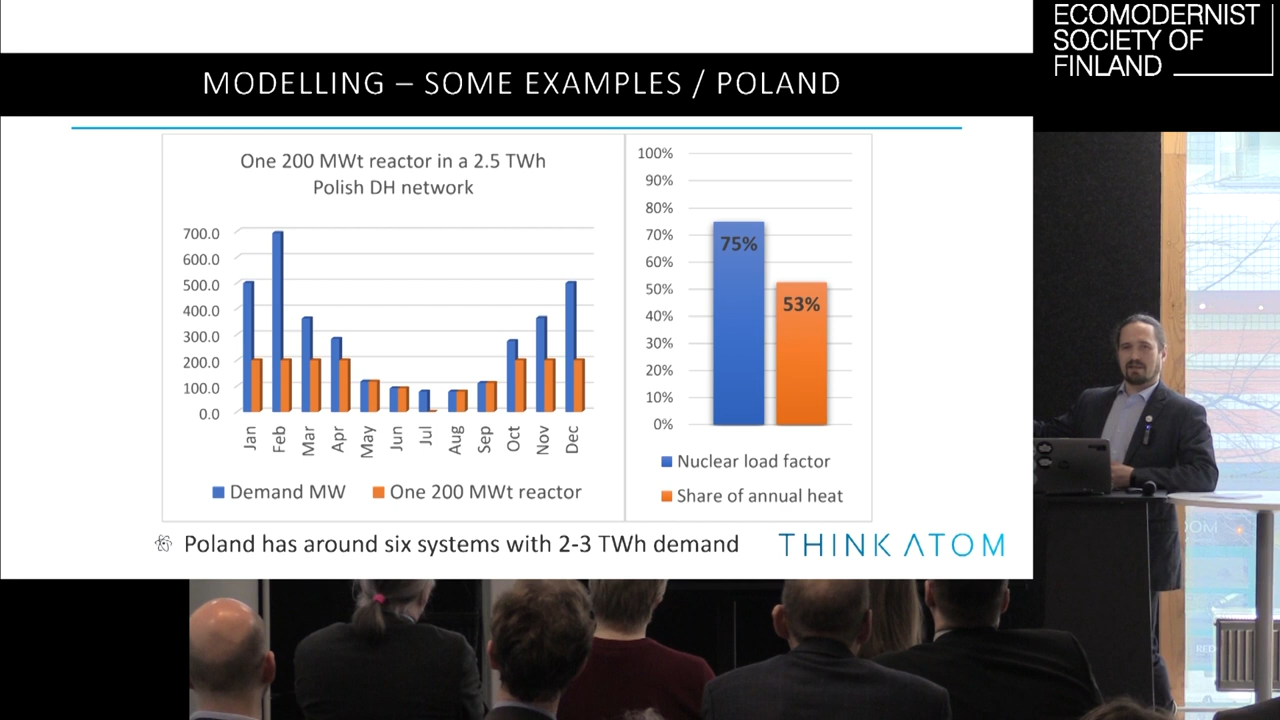 ECOMODERNIST
SOCIETY OF
FINLAND
MODELLING – SOME EXAMPLES / POLAND
One 200 MWt reactor in a 2.5 TWh
Polish DH network
700.0
600.0
500.0
400.0
300.0
200.0
100.0
0.0
Jan
Feb
Mar
Apr
May
Jun
Jul
Aug
Sep
Oct
Nov
Dec
Demand MW
One 200 MWt reactor
100%
90%
80%
70%
60%
50%
40%
30%
20%
10%
0%
75%
53%
Nuclear load factor
Share of annual heat
Poland has around six systems with 2-3 TWh demand
THINK ATOM